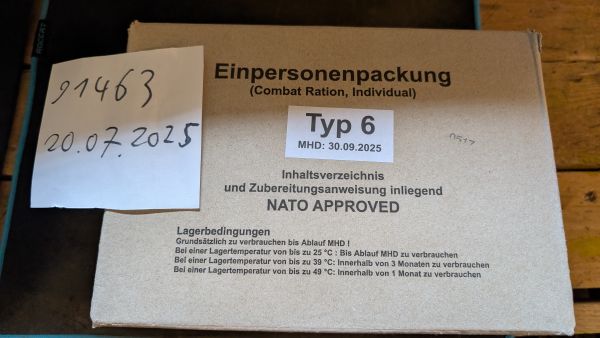 ROCCAT
91463
20.07.2025
Einpersonenpackung
(Combat Ration, Individual)
Typ 6
MHD: 30.09.2025
Inhaltsverzeichnis
und Zubereitungsanweisung inliegend
NATO APPROVED
Lagerbedingungen
Grundsätzlich zu verbrauchen bis Ablauf MHD !
Bei einer Lagertemperatur von bis zu 25 °C : Bis Ablauf MHD zu verbrauchen
Bei einer Lagertemperatur von bis zu 39 °C: Innerhalb von 3 Monaten zu verbrauchen
Bei einer Lagertemperatur von bis zu 49 °C: Innerhalb von 1 Monat zu verbrauchen